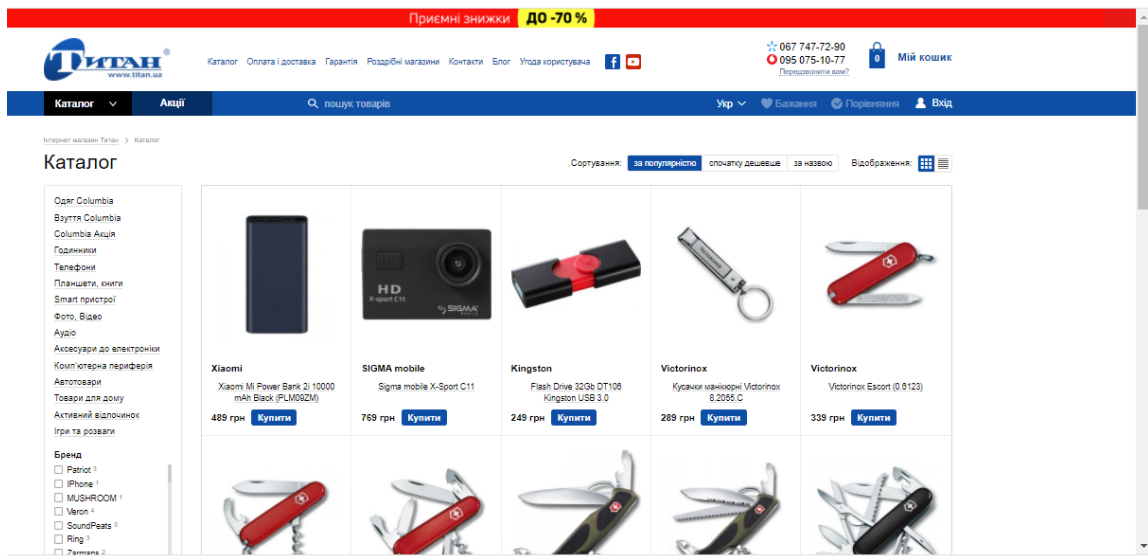 Приємні знижки ДО -70 %
Титан®
www.titan.ua
Каталог Оплата і доставка Гарантія Роздрібні магазини Контакти Блог Угода користувача
067 747-72-90
095 075-10-77
Передзвонити вам?
0
Мій кошик
Каталог Акції пошук товарів Укр Бажання Порівняння Вхід
Інтернет магазин Титан > Каталог
Каталог
Сортування: за популярністю спочатку дешевше за назвою Відображення:
Одяг Columbia
Взуття Columbia
Columbia Акція
Годинники
Телефони
Планшети, книги
Smart пристрої
Фото, Відео
Аудіо
Аксесуари до електроніки
Комп'ютерна периферія
Автотовари
Товари для дому
Активний відпочинок
Ігри та розваги
Бренд
Patriot 3
IPhone 1
MUSHROOM 1
Veron 4
SoundPeats 3
Ring 3
Zarmans 2
HD
X-sport C11
SIGMA
MOBILE
Xiaomi
Xiaomi Mi Power Bank 2i 10000
mAh Black (PLM09ZM)
489 грн Купити
SIGMA mobile
Sigma mobile X-Sport C11
769 грн Купити
Kingston
Flash Drive 32Gb DT106
Kingston USB 3.0
249 грн Купити
Victorinox
Кусачки манікюрні Victorinox
8.2055.C
289 грн Купити
Victorinox
Victorinox Escort (0.6123)
339 грн Купити